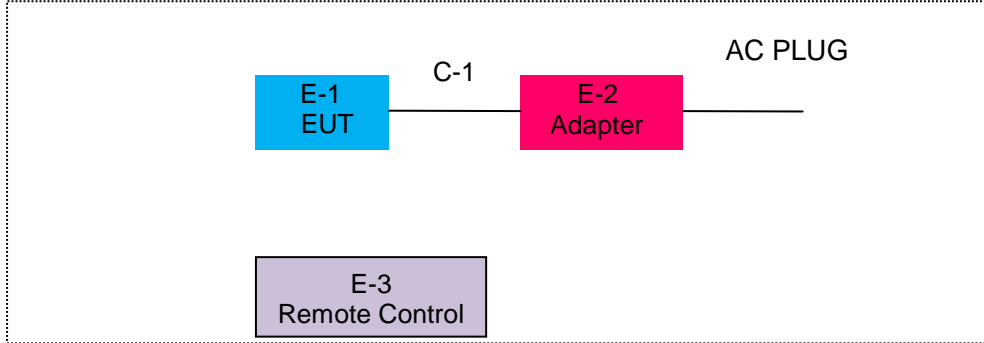 AC PLUG
C-1
E-1
EUT
E-2
Adapter
E-3
Remote Control